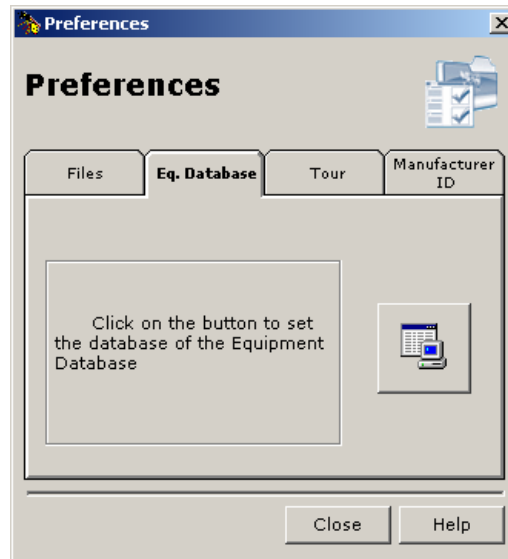 Preferences
Preferences
Files
Eq. Database
Tour
Manufacturer
ID
Click on the button to set
the database of the Equipment
Database
Close
Help